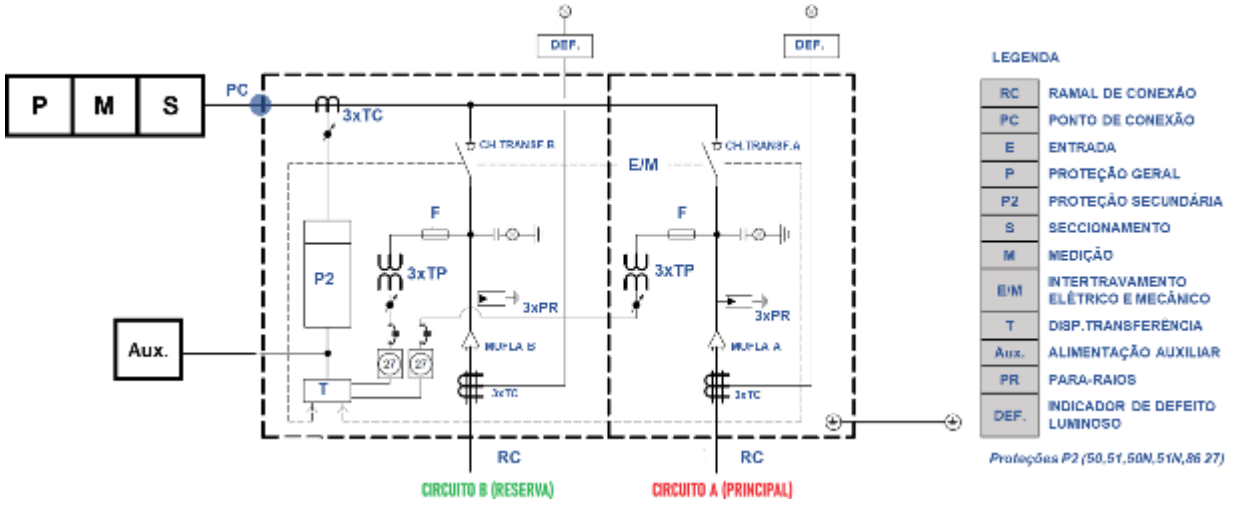 DEF.
DEF.
LEGENDA
P M S
PC
3xTC
RC RAMAL DE CONEXÃO
PC PONTO DE CONEXÃO
E ENTRADA
P PROTEÇÃO GERAL
P2 PROTEÇÃO SECUNDÁRIA
S SECCIONAMENTO
M MEDIÇÃO
E/M INTERTRAVAMENTO
ELÉTRICO E MECÂNICO
T DISP.TRANSFERÊNCIA
Aux. ALIMENTAÇÃO AUXILIAR
PR PARA-RAIOS
DEF. INDICADOR DE DEFEITO
LUMINOSO
Proteções P2 (50,51,50N,51N,86 27)
CH.TRANSF.B
E/M
CH.TRANSF.A
F
F
P2
3xTP
3xTP
3xPR
3xPR
Aux.
27
27
MUFLA B
MUFLA A
T
3xTC
3xTC
RC
RC
CIRCUITO B (RESERVA)
CIRCUITO A (PRINCIPAL)